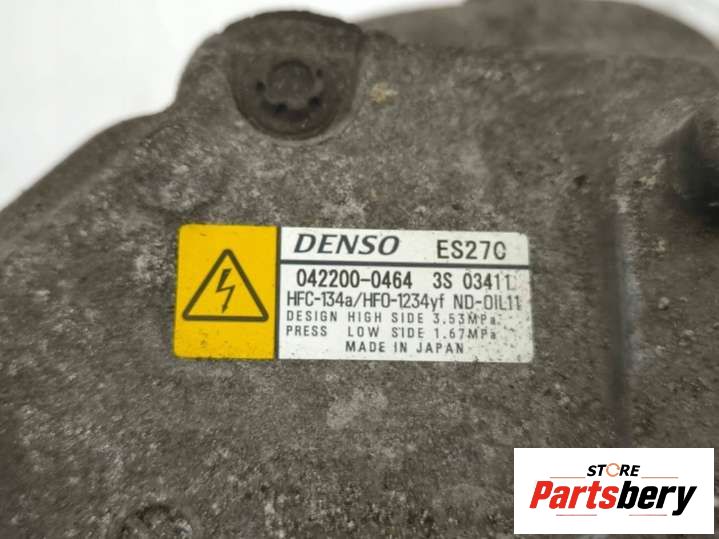 DENSO ES27C
042200-0464 3S 03411
HFC-134a/HFO-1234yf ND-OIL11
DESIGN HIGH SIDE 3.53MPa
PRESS LOW SIDE 1.67MPa
MADE IN JAPAN
STORE
Partsbery